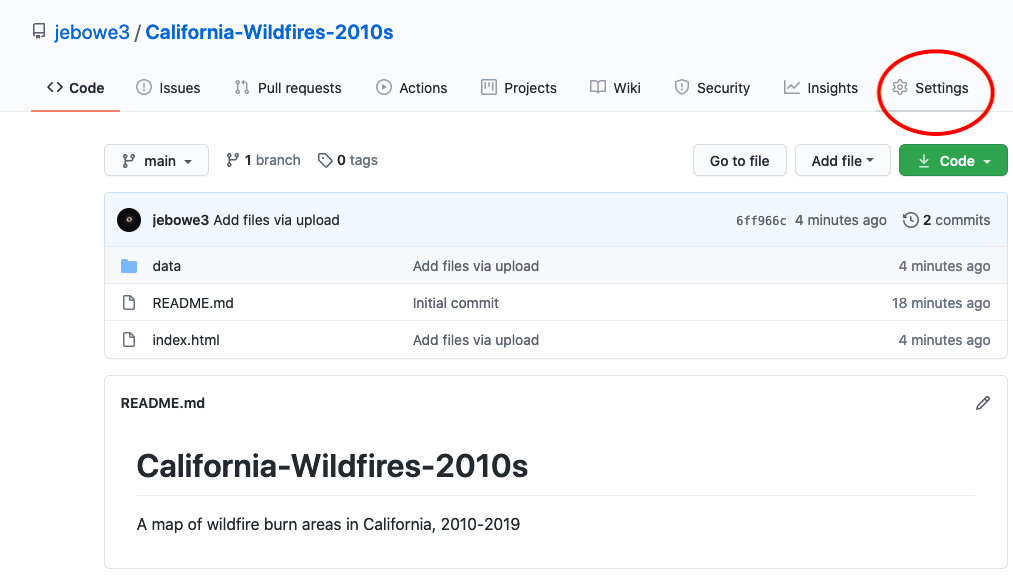 jebowe3 / California-Wildfires-2010s
Code Issues Pull requests Actions Projects Wiki Security Insights Settings
main 1 branch 0 tags Go to file Add file Code
jebowe3 Add files via upload 6ff966c 4 minutes ago 2 commits
data Add files via upload 4 minutes ago
README.md Initial commit 18 minutes ago
index.html Add files via upload 4 minutes ago
README.md
California-Wildfires-2010s
A map of wildfire burn areas in California, 2010-2019